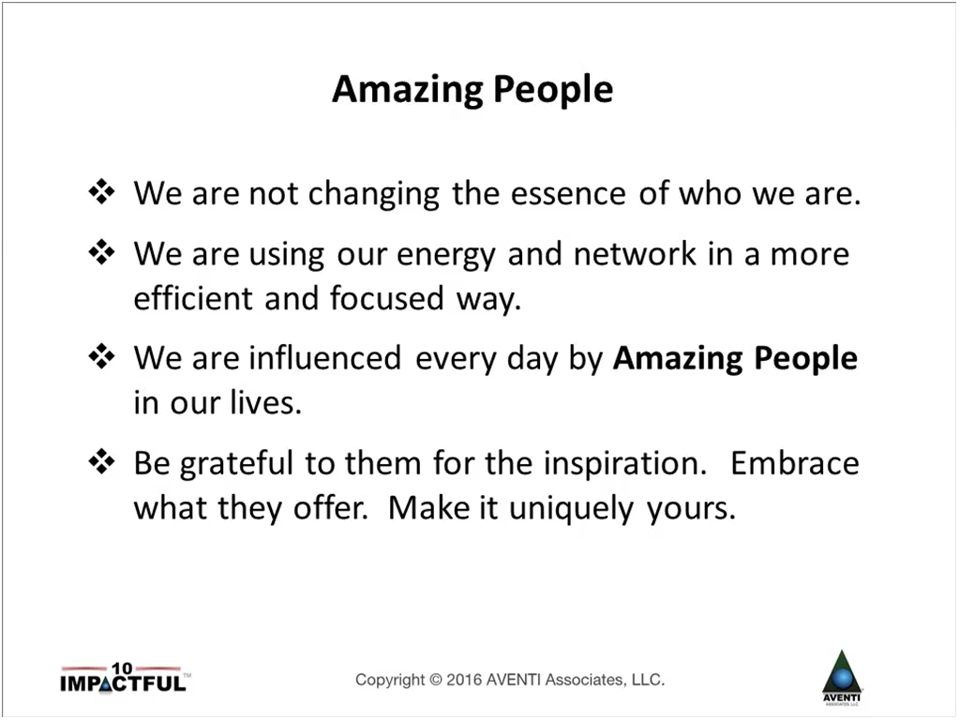 Amazing People
❖ We are not changing the essence of who we are.
❖ We are using our energy and network in a more
efficient and focused way.
❖ We are influenced every day by Amazing People
in our lives.
❖ Be grateful to them for the inspiration.  Embrace
what they offer.  Make it uniquely yours.
10
IMPACTFUL™
Copyright © 2016 AVENTI Associates, LLC.
AVENTI
ASSOCIATES, LLC